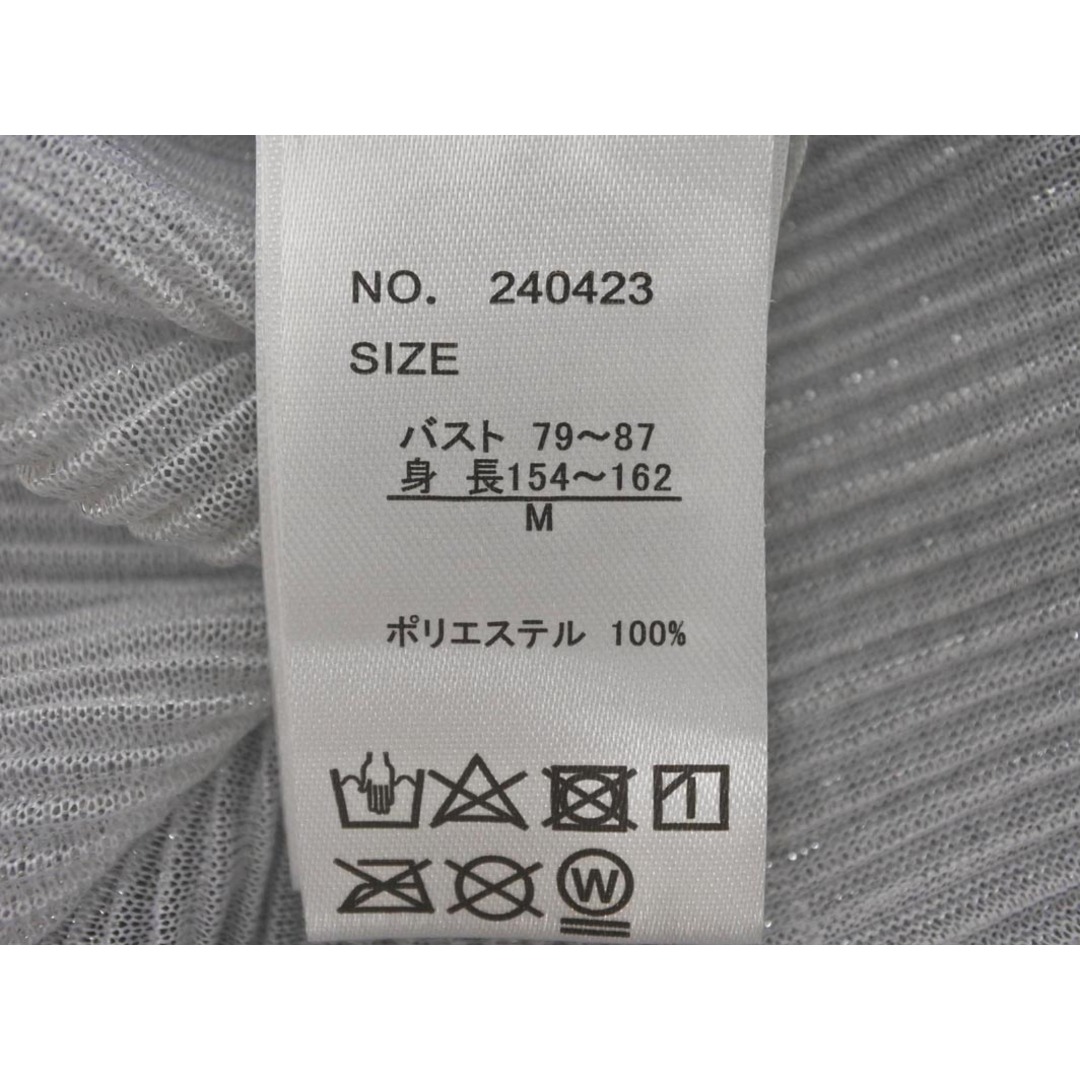 NO. 240423
SIZE
バスト 79～87
身 長154～162
M
ポリエステル 100%
W